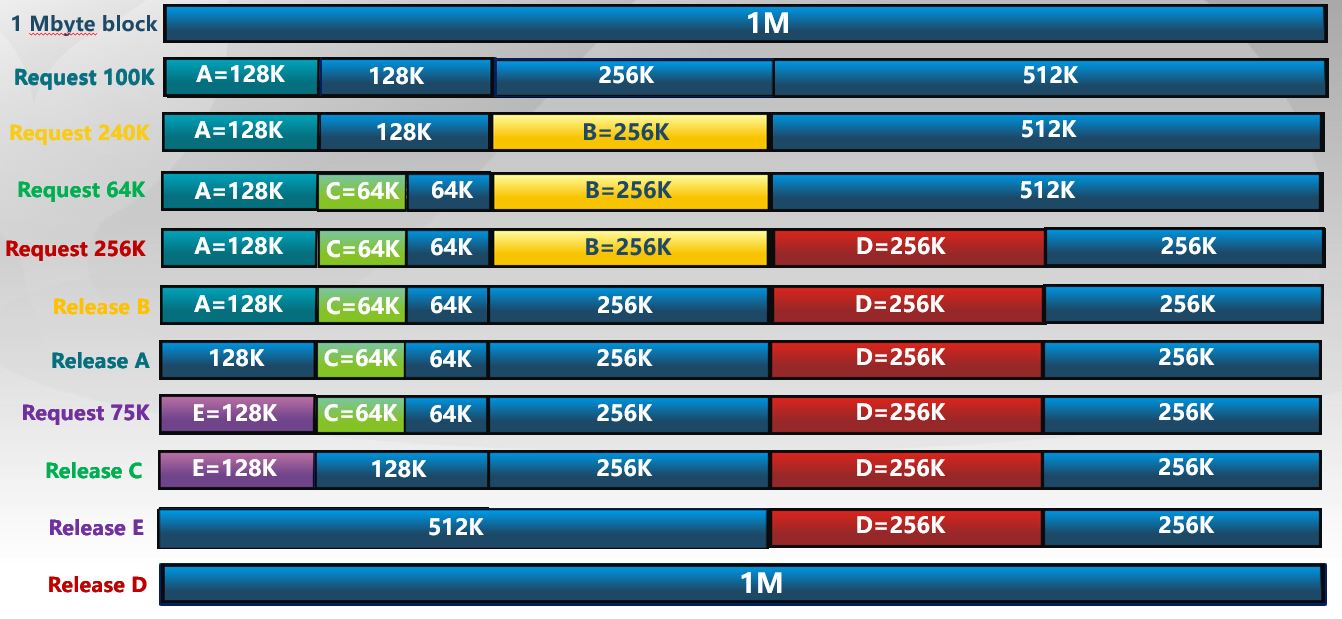 1 Mbyte block 1M
Request 100K A=128K 128K 256K 512K
Request 240K A=128K 128K B=256K 512K
Request 64K A=128K C=64K 64K B=256K 512K
Request 256K A=128K C=64K 64K B=256K D=256K 256K
Release B A=128K C=64K 64K 256K D=256K 256K
Release A 128K C=64K 64K 256K D=256K 256K
Request 75K E=128K C=64K 64K 256K D=256K 256K
Release C E=128K 128K 256K D=256K 256K
Release E 512K D=256K 256K
Release D 1M